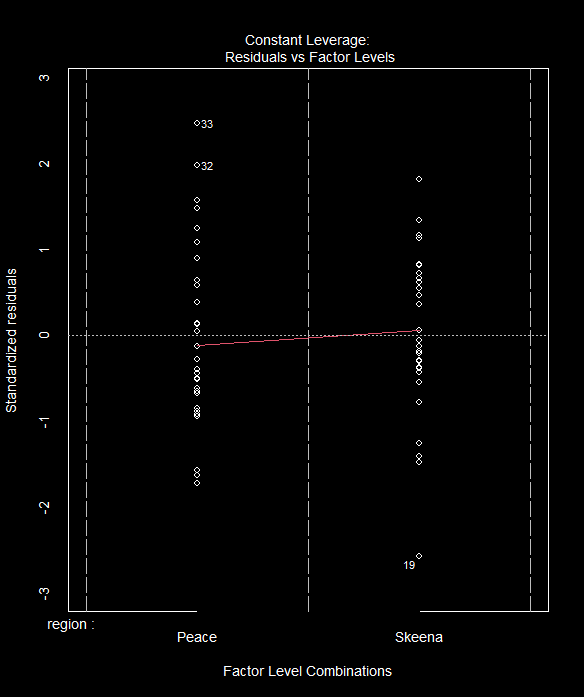 Constant Leverage:
Residuals vs Factor Levels
3
2
1
0
-1
-2
-3
Standardized residuals
33
32
19
region :
Peace
Skeena
Factor Level Combinations